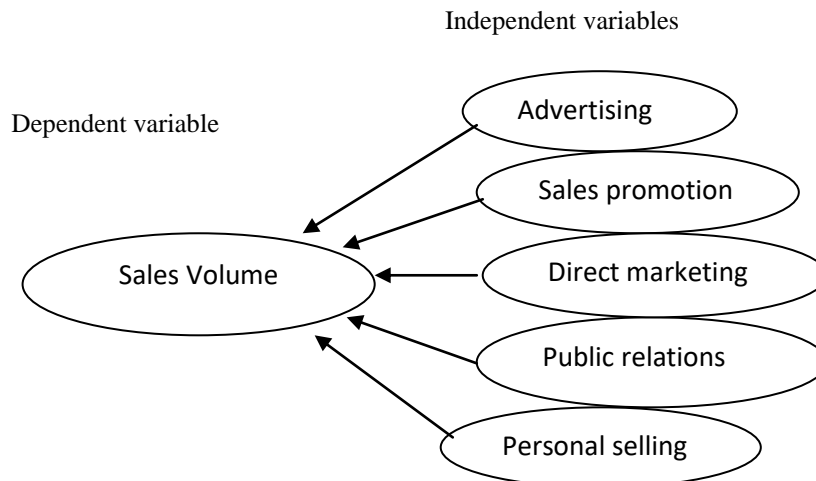 Independent variables
Advertising
Dependent variable
Sales promotion
Sales Volume
Direct marketing
Public relations
Personal selling